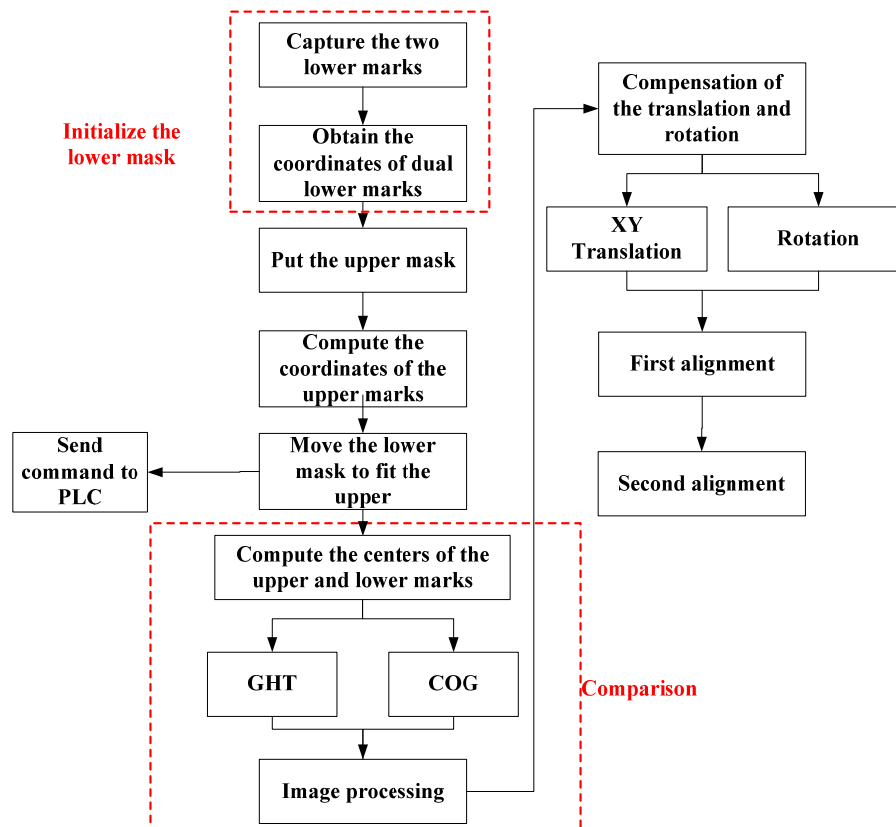 Capture the two
lower marks
Initialize the
lower mask
Obtain the
coordinates of dual
lower marks
Put the upper mask
Compute the
coordinates of the
upper marks
Send
command to
PLC
Move the lower
mask to fit the
upper
Compute the centers of the
upper and lower marks
GHT
COG
Comparison
Image processing
Compensation of
the translation and
rotation
XY
Translation
Rotation
First alignment
Second alignment